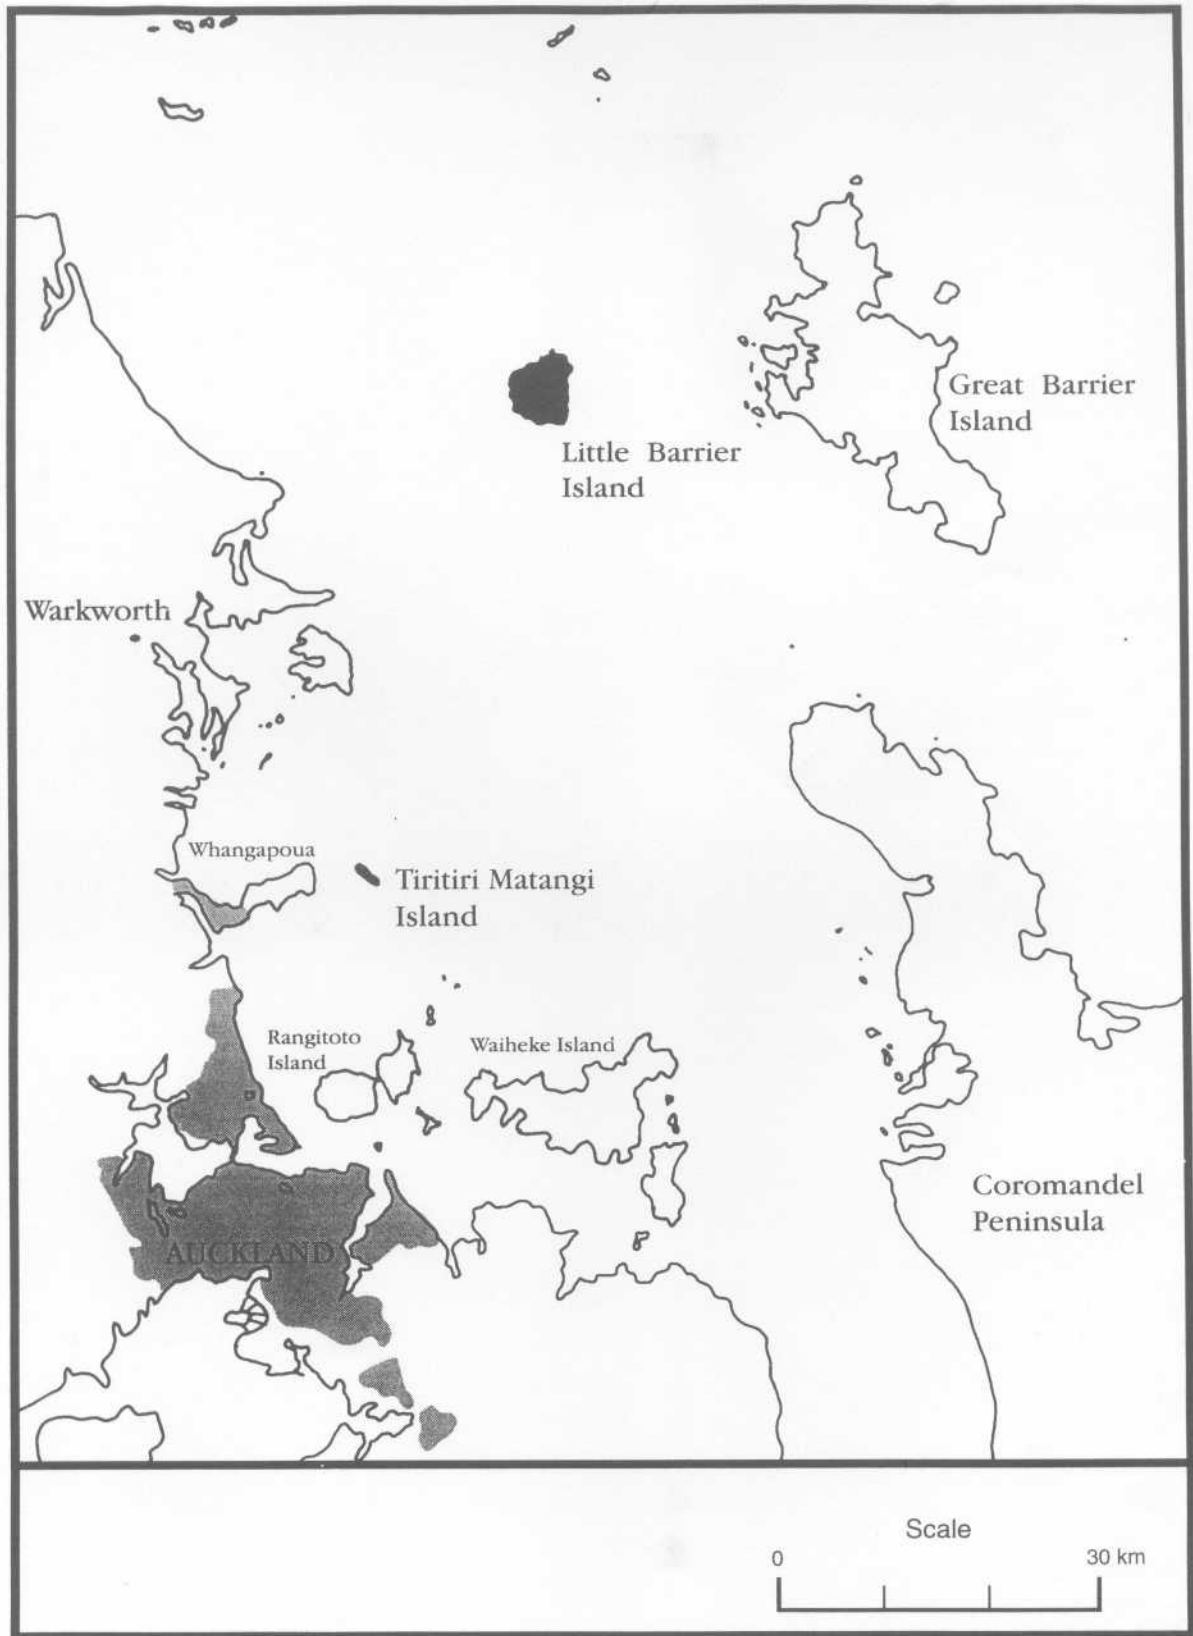 Great Barrier
Island
Little Barrier
Island
Warkworth
Whangapoua
Tiritiri Matangi
Island
Rangitoto
Island
Waiheke Island
Coromandel
Peninsula
AUCKLAND
Scale
0
30 km